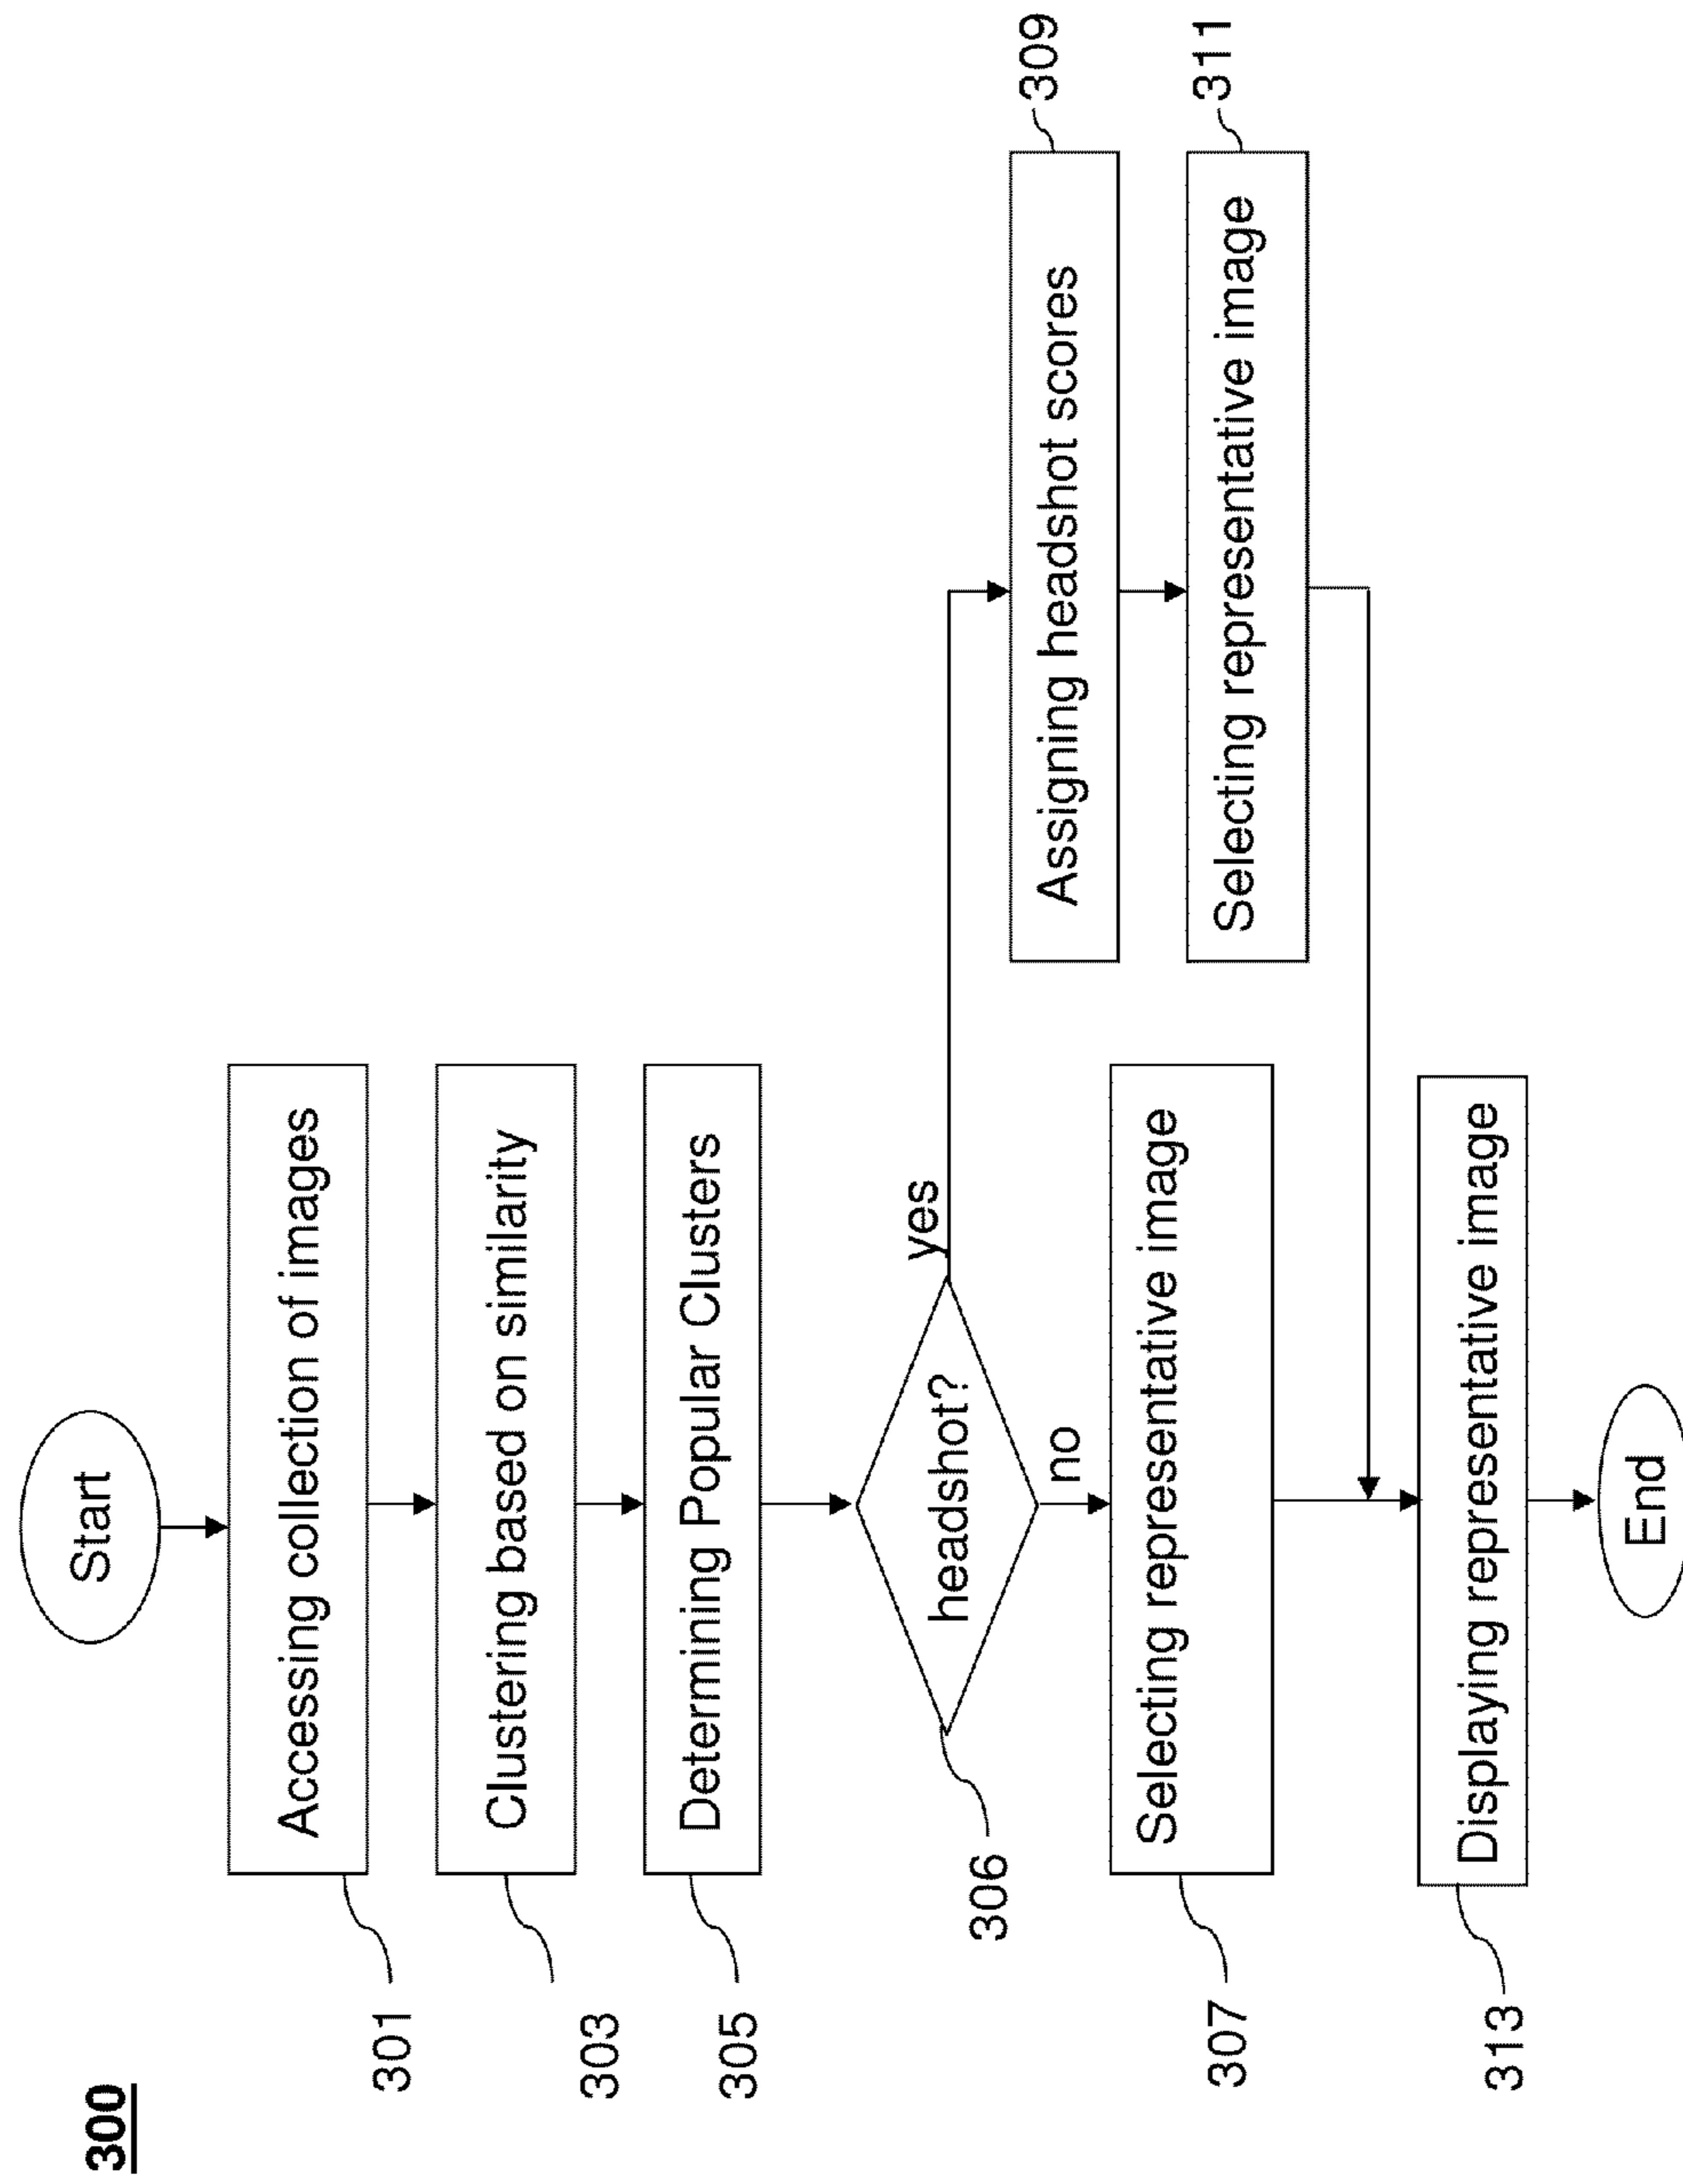 300
Start
301
Accessing collection of images
303
Clustering based on similarity
305
Determining Popular Clusters
306
headshot?
yes
no
309
Assigning headshot scores
311
Selecting representative image
307
Selecting representative image
313
Displaying representative image
End